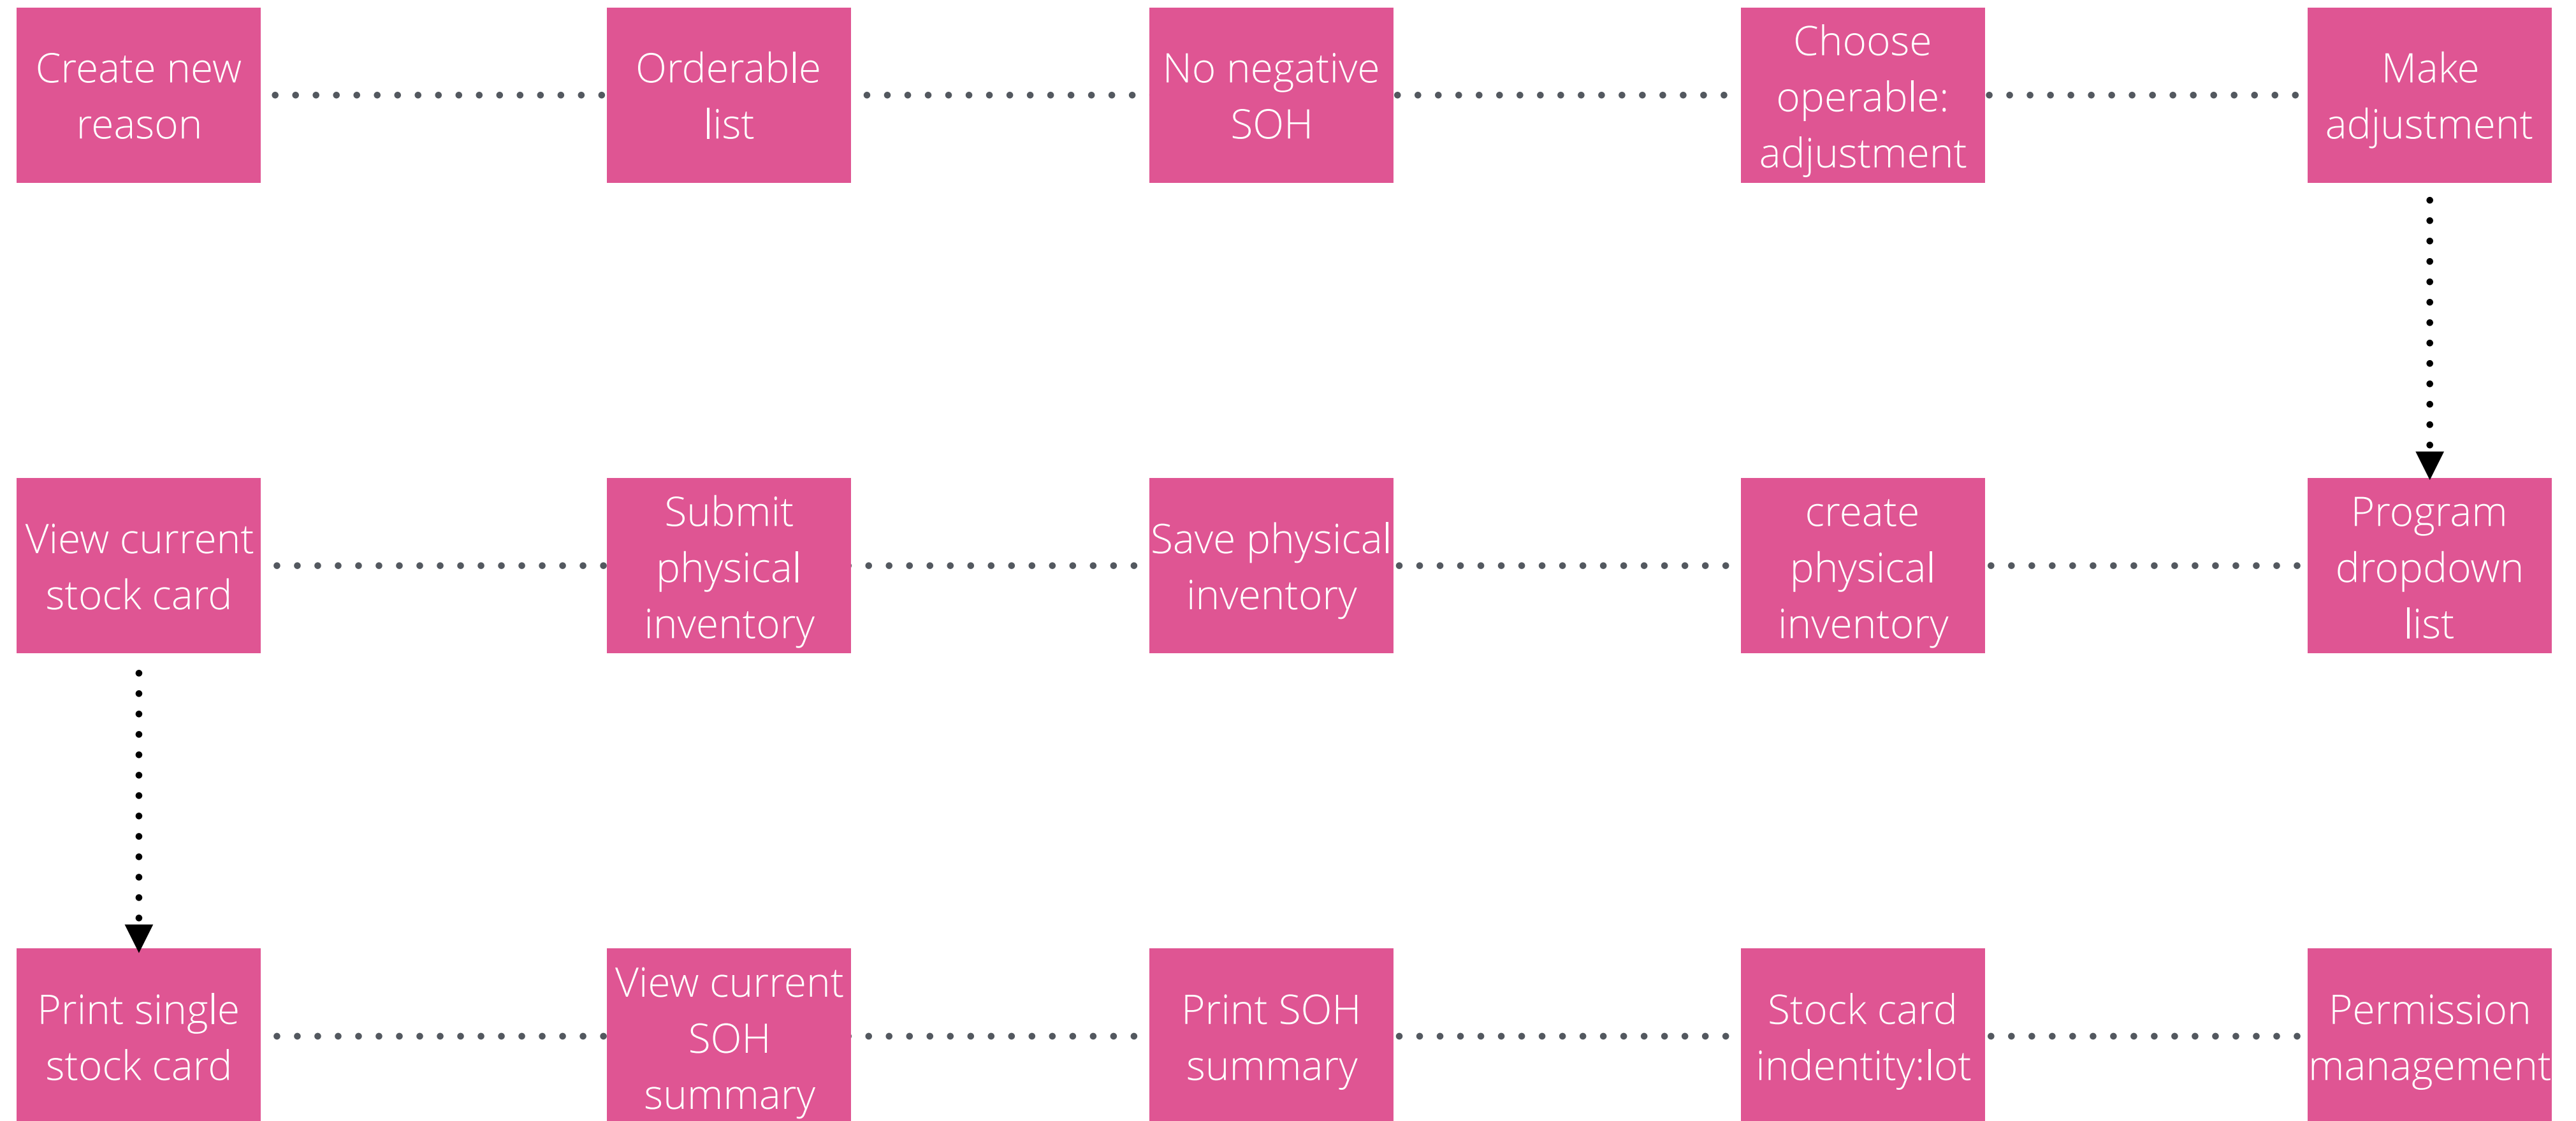 Create new
reason
Orderable
list
No negative
SOH
Choose
operable:
adjustment
Make
adjustment
View current
stock card
Submit
physical
inventory
Save physical
inventory
create
physical
inventory
Program
dropdown
list
Print single
stock card
View current
SOH
summary
Print SOH
summary
Stock card
indentity:lot
Permission
management